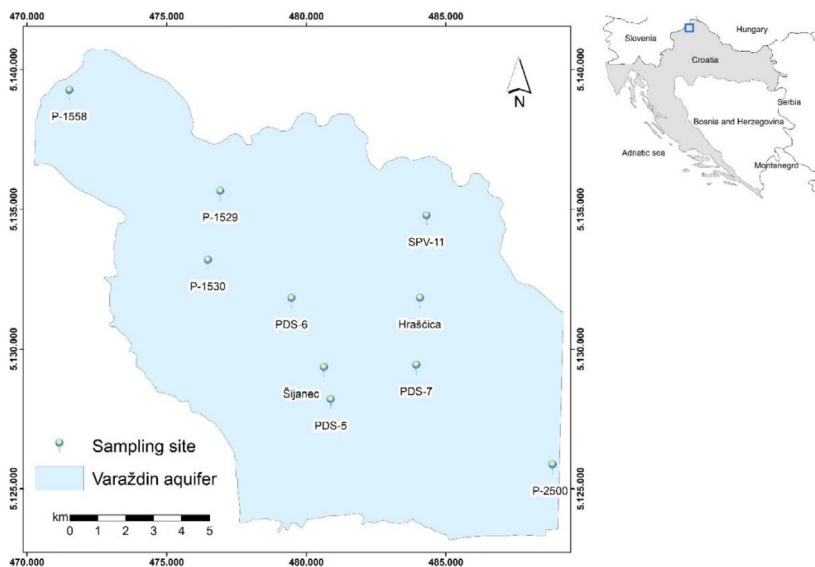 470.000 475.000 480.000 485.000
5.140.000
5.135.000
5.130.000
5.125.000
P-1558
P-1529
P-1530
SPV-11
PDS-6
Hrašćica
Šijanec
PDS-7
PDS-5
P-2500
N
Sampling site
Varaždin aquifer
km
0 1 2 3 4 5
5.140.000
5.135.000
5.130.000
5.125.000
470.000 475.000 480.000 485.000
Slovenia
Hungary
Croatia
Serbia
Bosnia and Herzegovina
Adriatic sea
Montenegro